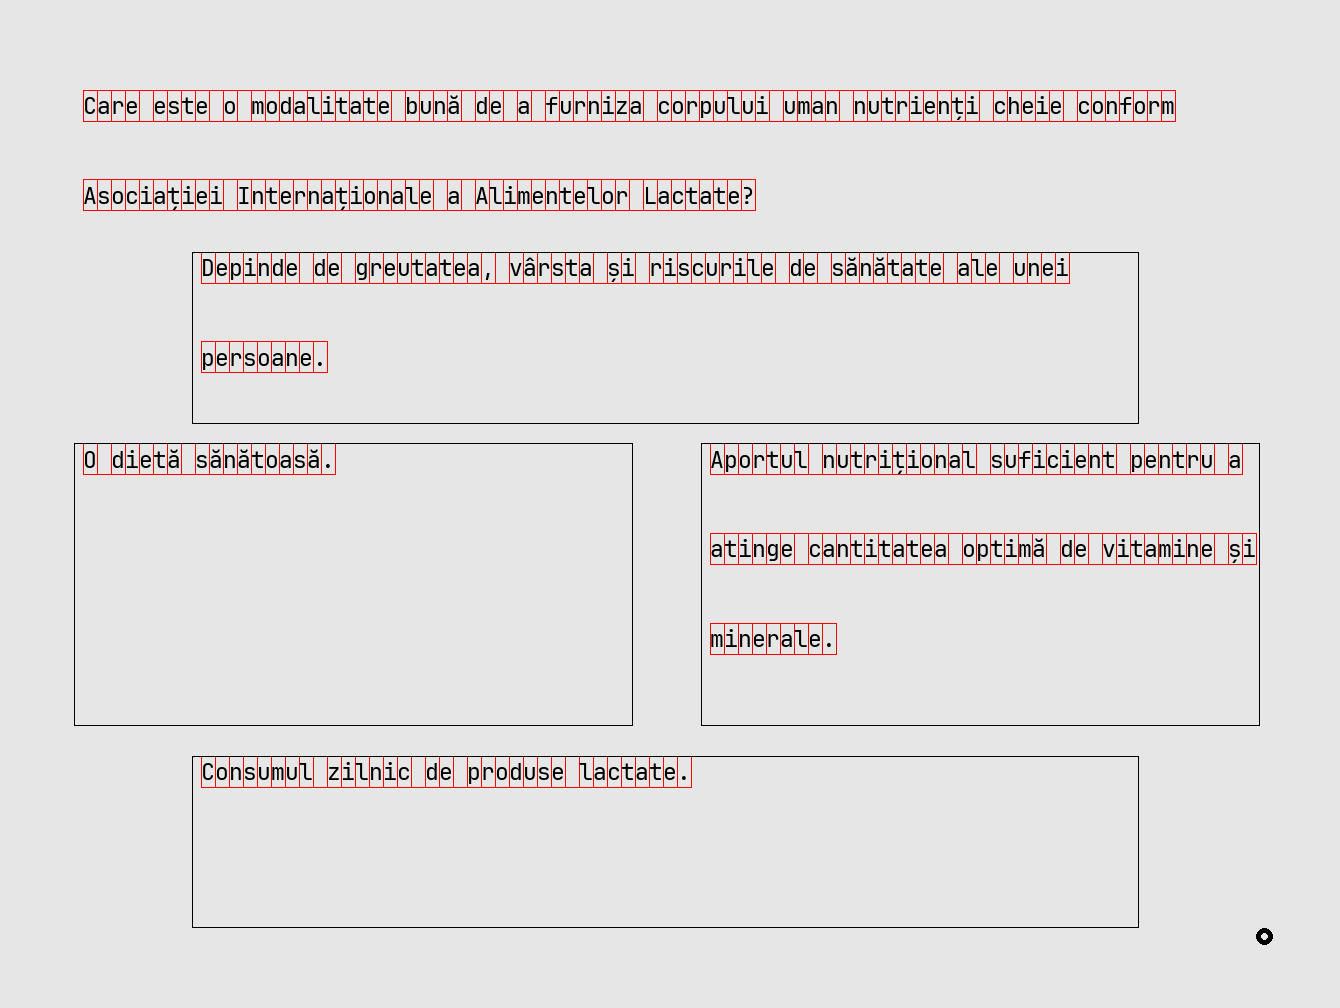 Care este o modalitate bună de a furniza corpului uman nutrienți cheie conform
Asociației Internaționale a Alimentelor Lactate?
Depinde de greutatea, vârsta și riscurile de sănătate ale unei
persoane.
O dietă sănătoasă.
Aportul nutrițional suficient pentru a
atinge cantitatea optimă de vitamine și
minerale.
Consumul zilnic de produse lactate.